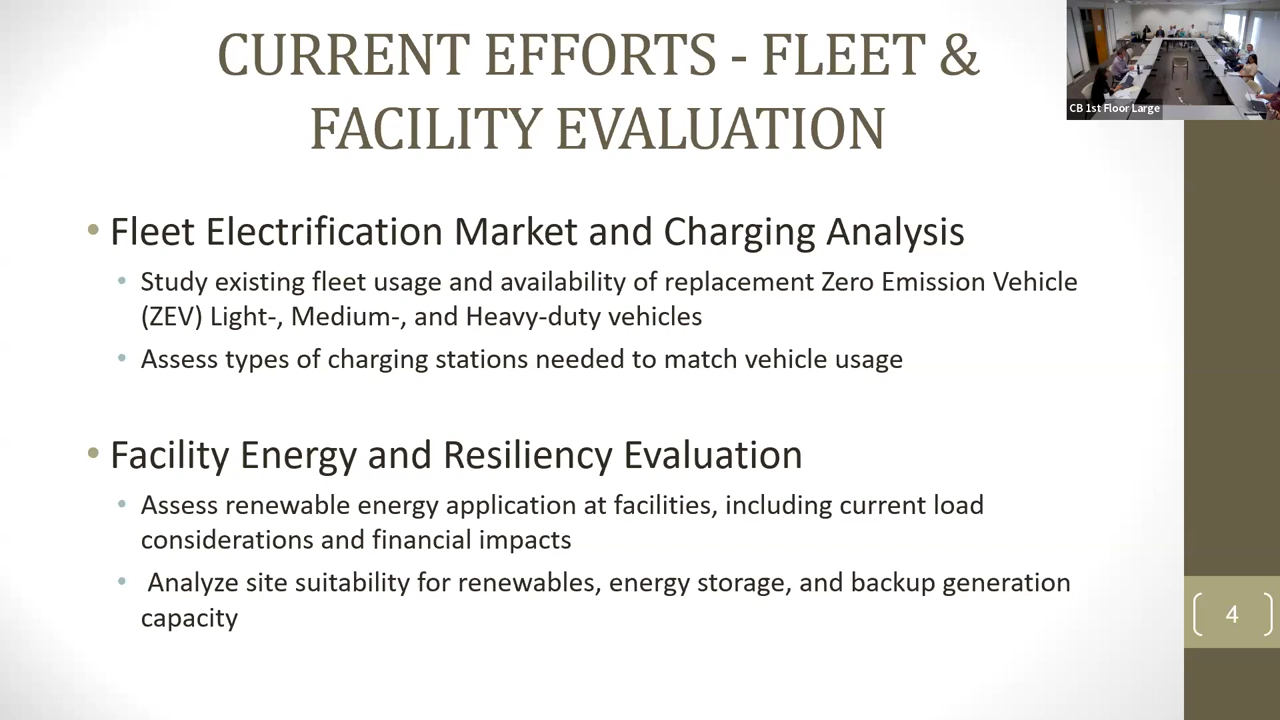 CURRENT EFFORTS - FLEET &
FACILITY EVALUATION
CB 1st Floor Large
• Fleet Electrification Market and Charging Analysis
• Study existing fleet usage and availability of replacement Zero Emission Vehicle
(ZEV) Light-, Medium-, and Heavy-duty vehicles
• Assess types of charging stations needed to match vehicle usage
• Facility Energy and Resiliency Evaluation
• Assess renewable energy application at facilities, including current load
considerations and financial impacts
• Analyze site suitability for renewables, energy storage, and backup generation
capacity
4